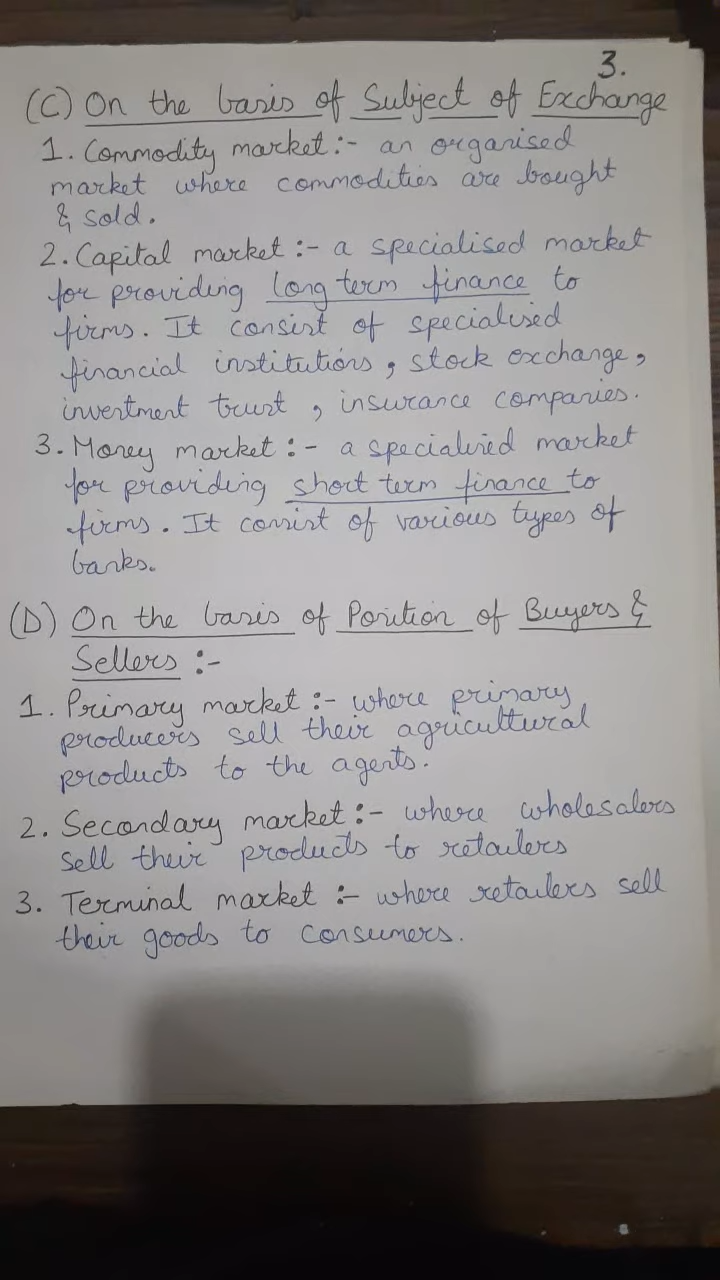 3.
(C) On the basis of Subject of Exchange
1. Commodity market :- an organised
market where commodities are bought
& sold.
2. Capital market :- a specialised market
for providing long term finance to
firms. It consist of specialised
financial institutions, stock exchange,
investment trust, insurance companies.
3. Money market :- a specialised market
for providing short term finance to
firms. It consist of various types of
banks.
(D) On the basis of Position of Buyers &
Sellers :-
1. Primary market :- where primary
producers sell their agricultural
products to the agents.
2. Secondary market :- where wholesalers
sell their products to retailers
3. Terminal market :- where retailers sell
their goods to consumers.